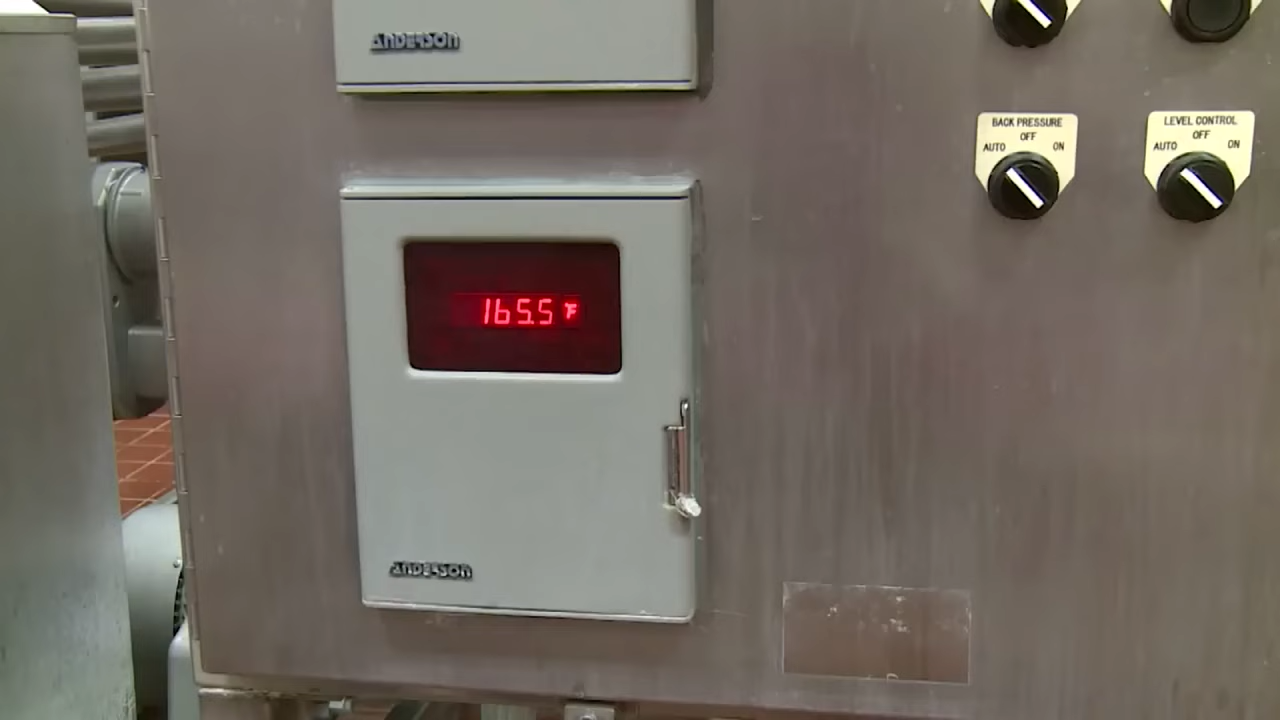 ANDERSON
BACK PRESSURE
OFF
AUTO ON
LEVEL CONTROL
OFF
AUTO ON
165.5 °F
ANDERSON